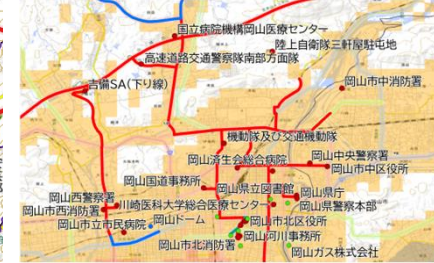 国立病院機構岡山医療センター
陸上自衛隊三軒屋駐屯地
高速道路交通警察隊南部方面隊
吉備SA(下り線)
岡山市中消防署
機動隊及び交通機動隊
岡山済生会総合病院
岡山中央警察署
岡山市中区役所
岡山国道事務所
岡山県立図書館
岡山県庁
岡山西警察署
岡山市西消防署
川崎医科大学総合医療センター
岡山県警察本部
岡山市立市民病院
岡山ドーム
岡山市北区役所
岡山市北消防署
岡山河川事務所
岡山ガス株式会社